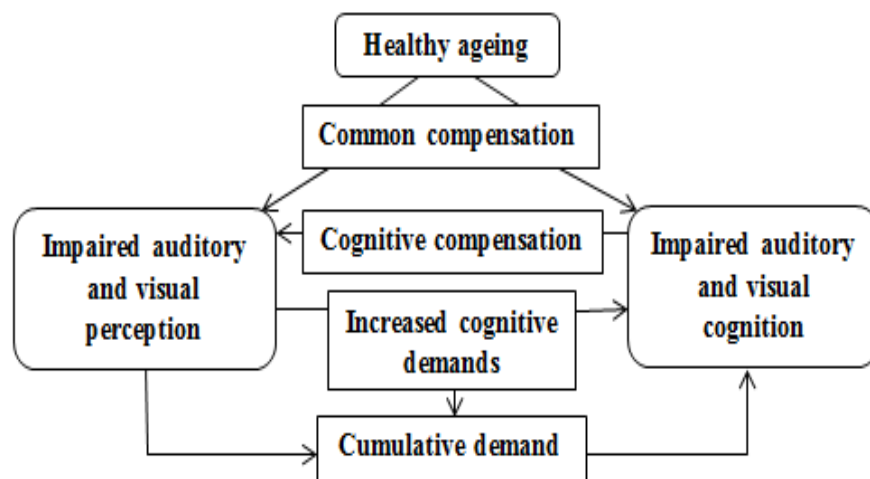 Healthy ageing
Common compensation
Impaired auditory
and visual
perception
Cognitive compensation
Impaired auditory
and visual
cognition
Increased cognitive
demands
Cumulative demand